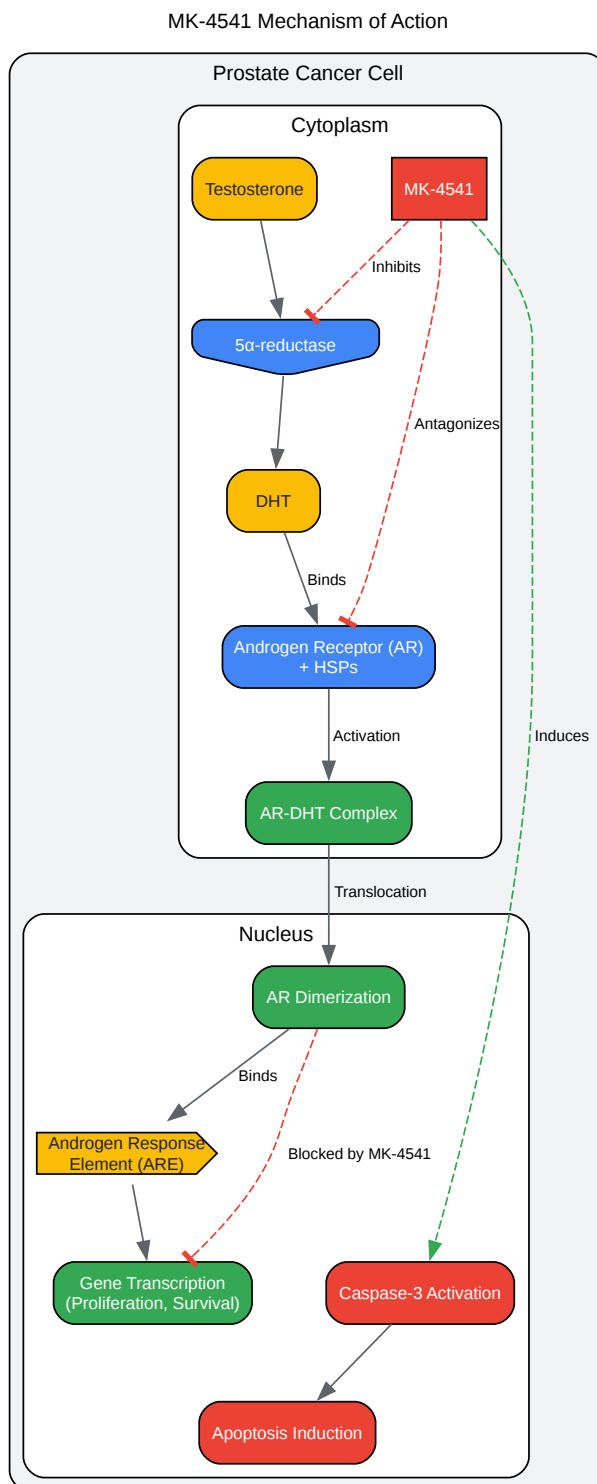 MK-4541 Mechanism of Action
Prostate Cancer Cell
Cytoplasm
Testosterone
MK-4541
Inhibits
5α-reductase
Antagonizes
DHT
Binds
Androgen Receptor (AR)
+ HSPs
Activation
Induces
AR-DHT Complex
Translocation
Nucleus
AR Dimerization
Binds
Androgen Response
Element (ARE)
Blocked by MK-4541
Gene Transcription
(Proliferation, Survival)
Caspase-3 Activation
Apoptosis Induction